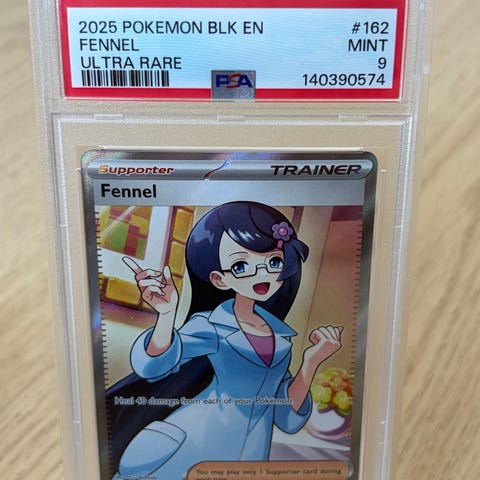 2025 POKEMON BLK EN #162
FENNEL MINT
ULTRA RARE PSA 9
140390574
Supporter TRAINER
Fennel
Heal 40 damage from each of your Pokémon.
You may play only 1 Supporter card during